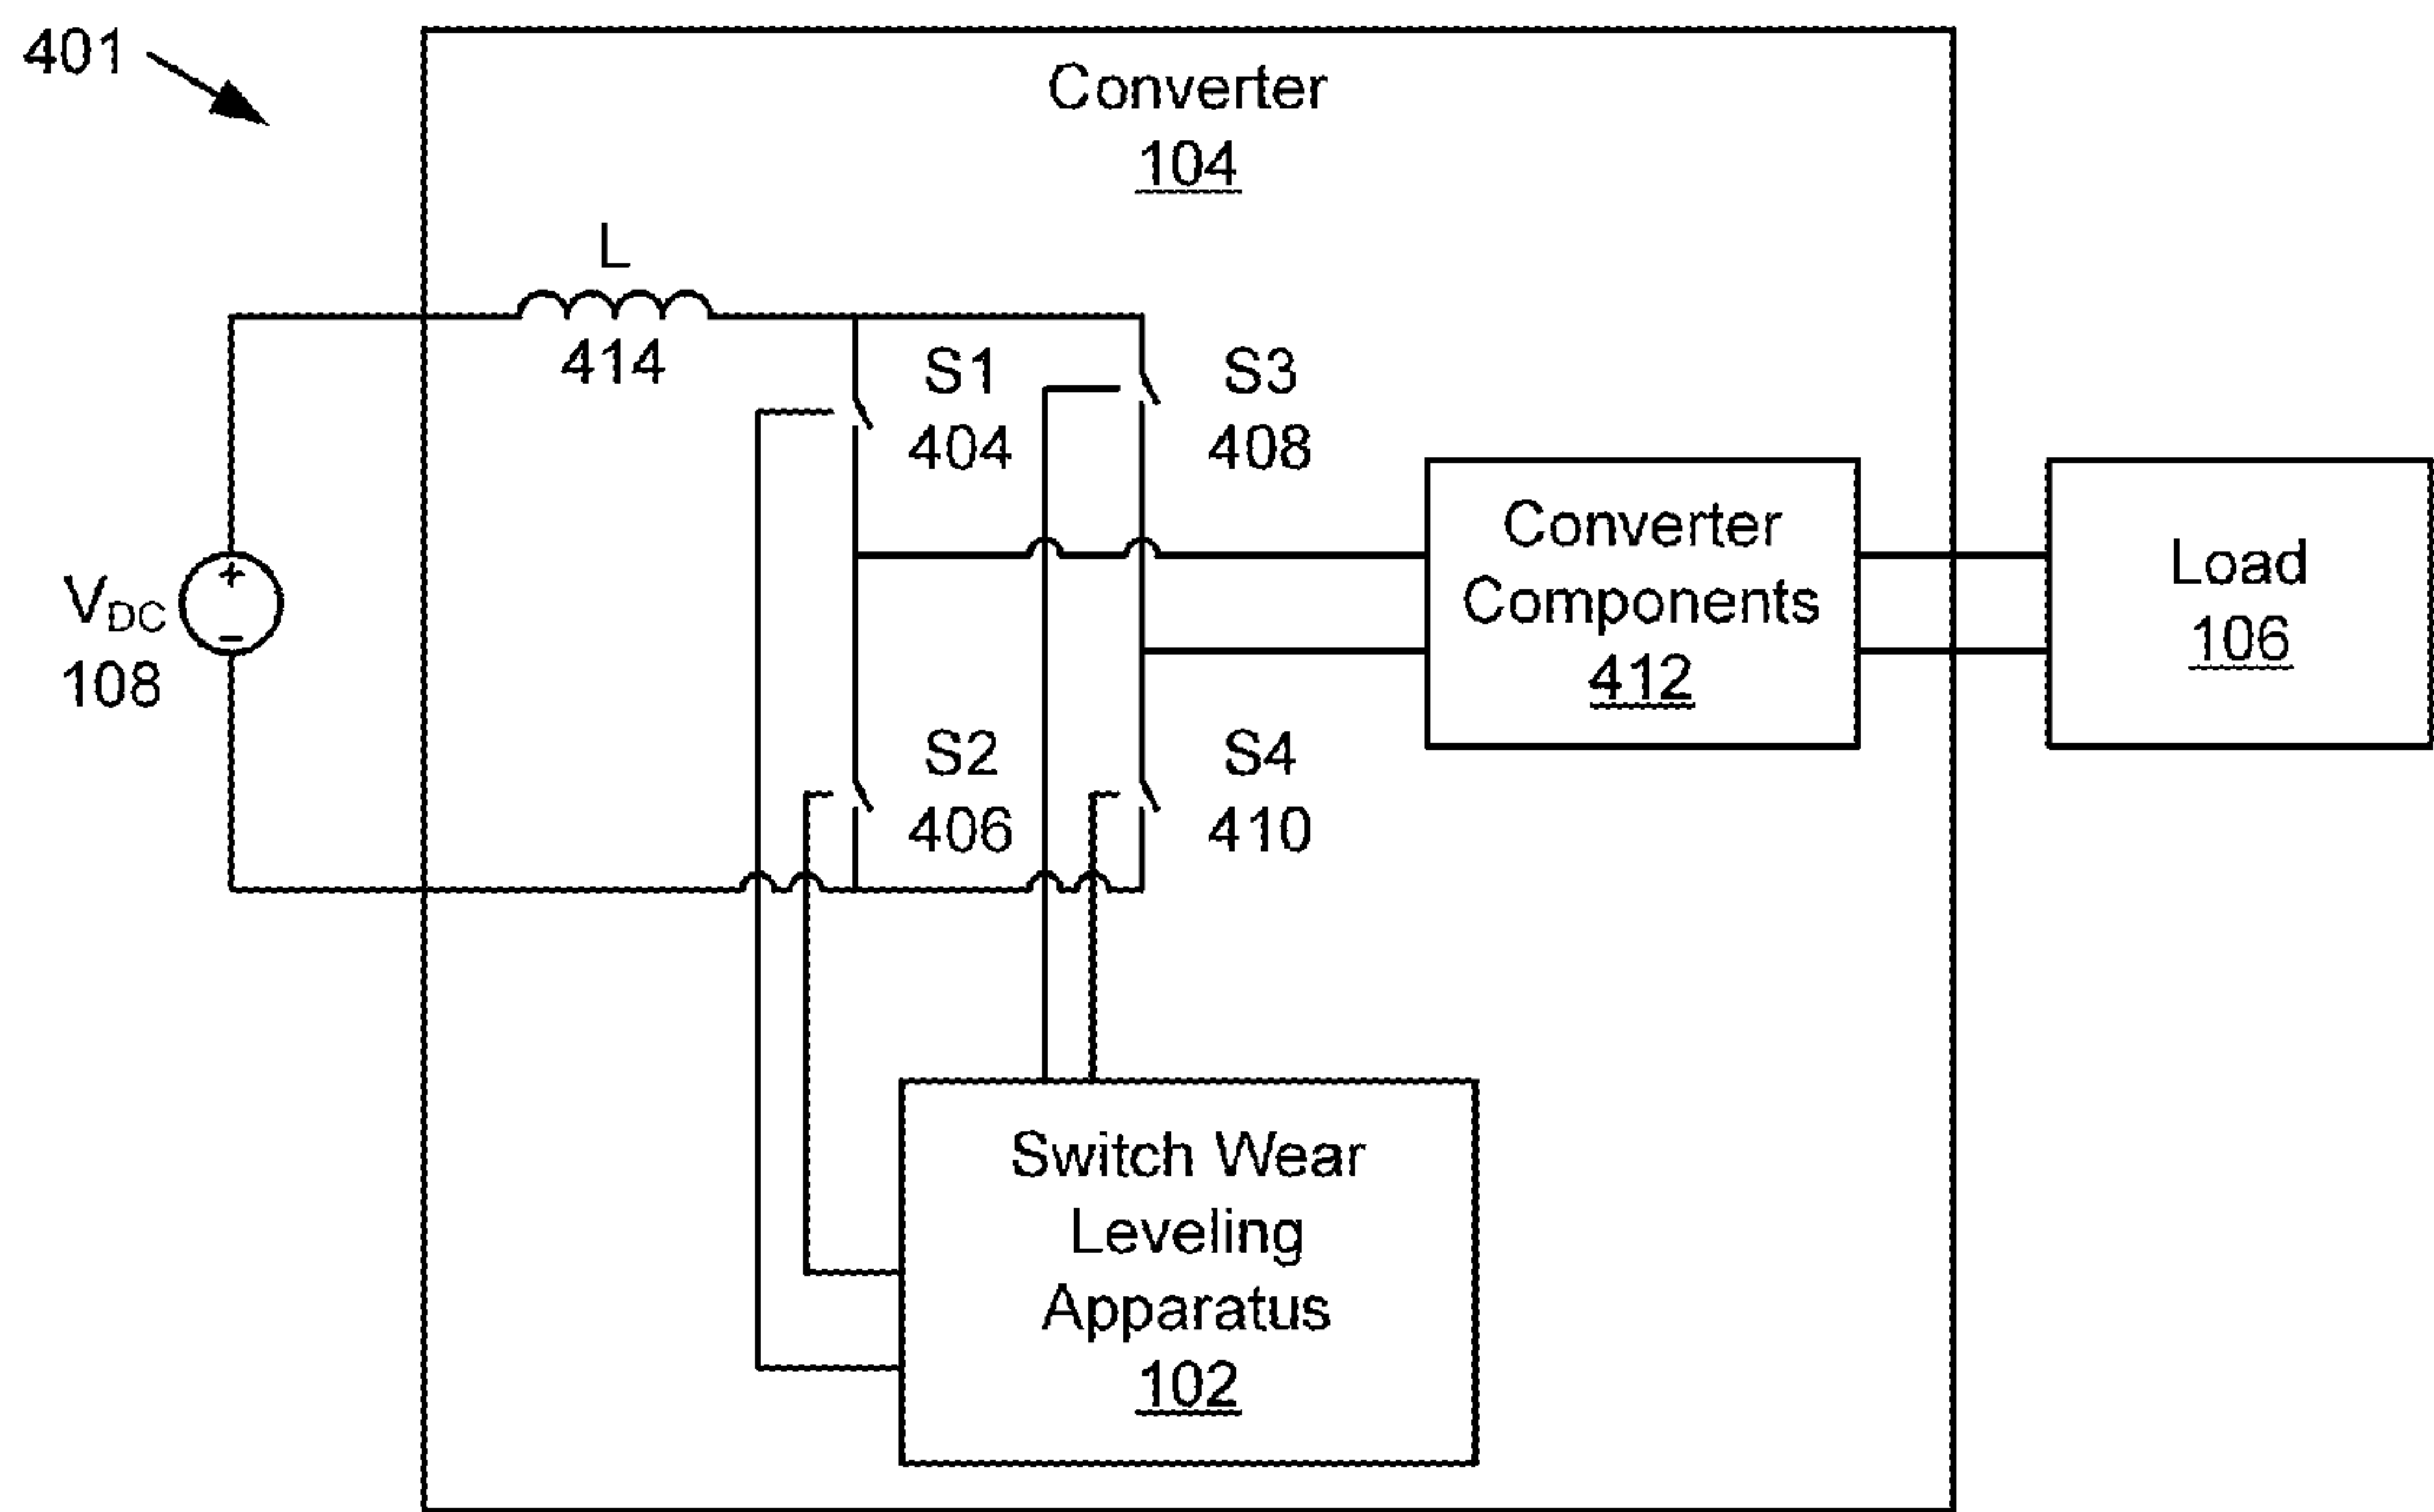 401
Converter
104
L
414
S1
404
S3
408
Converter
Components
412
Load
106
+
VDC
–
108
S2
406
S4
410
Switch Wear
Leveling
Apparatus
102